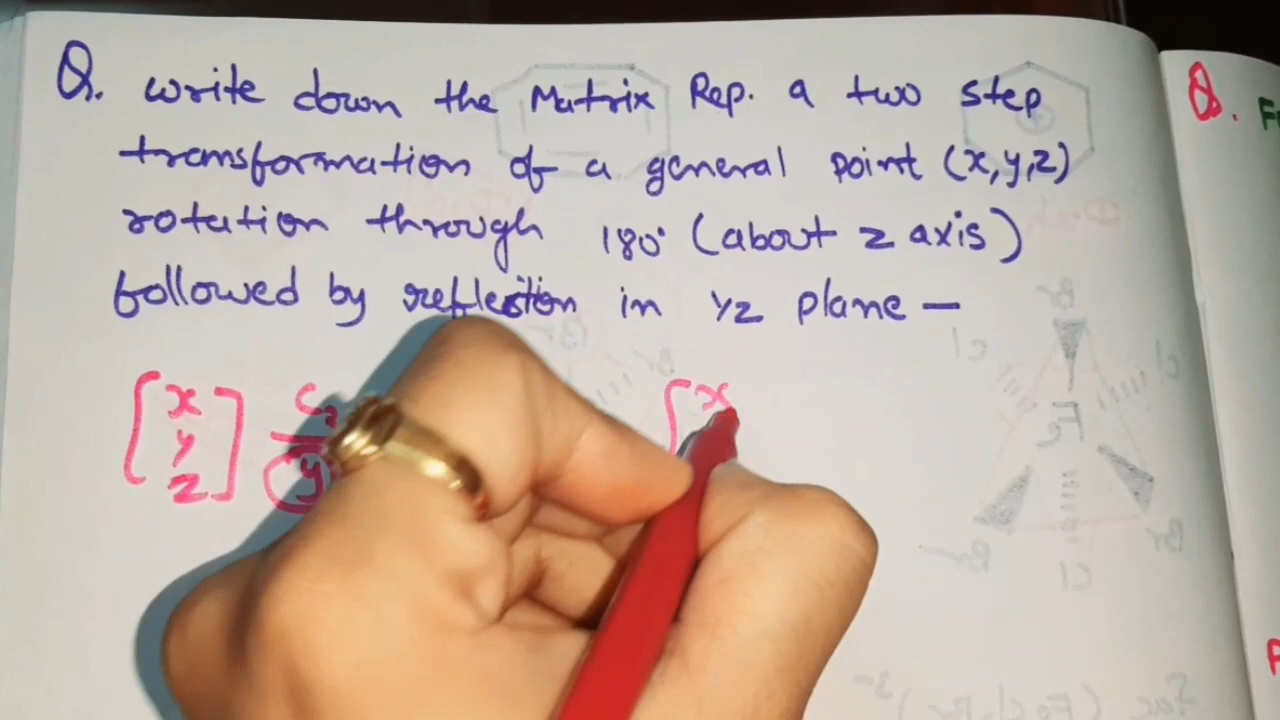 Q. write down the Matrix Rep. a two step
transformation of a general point (x,y,z)
rotation through 180° (about z axis)
followed by reflection in YZ plane —
[x y z] C2 (y [x
Q. F